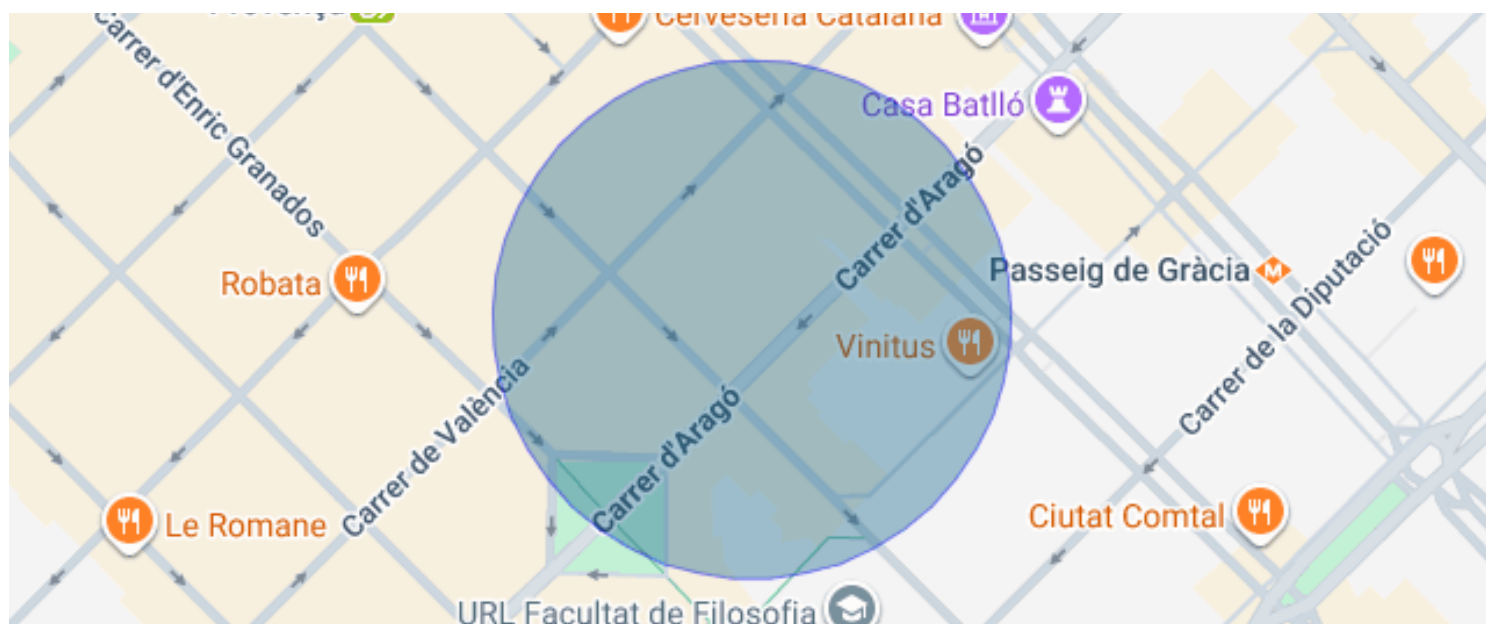 Provença
Cerveseria Catalana
Carrer d'Enric Granados
Casa Batlló
Carrer d'Aragó
Robata
Passeig de Gràcia
M
Vinitus
Carrer de la Diputació
Carrer de València
Carrer d'Aragó
Le Romane
Ciutat Comtal
URL Facultat de Filosofia